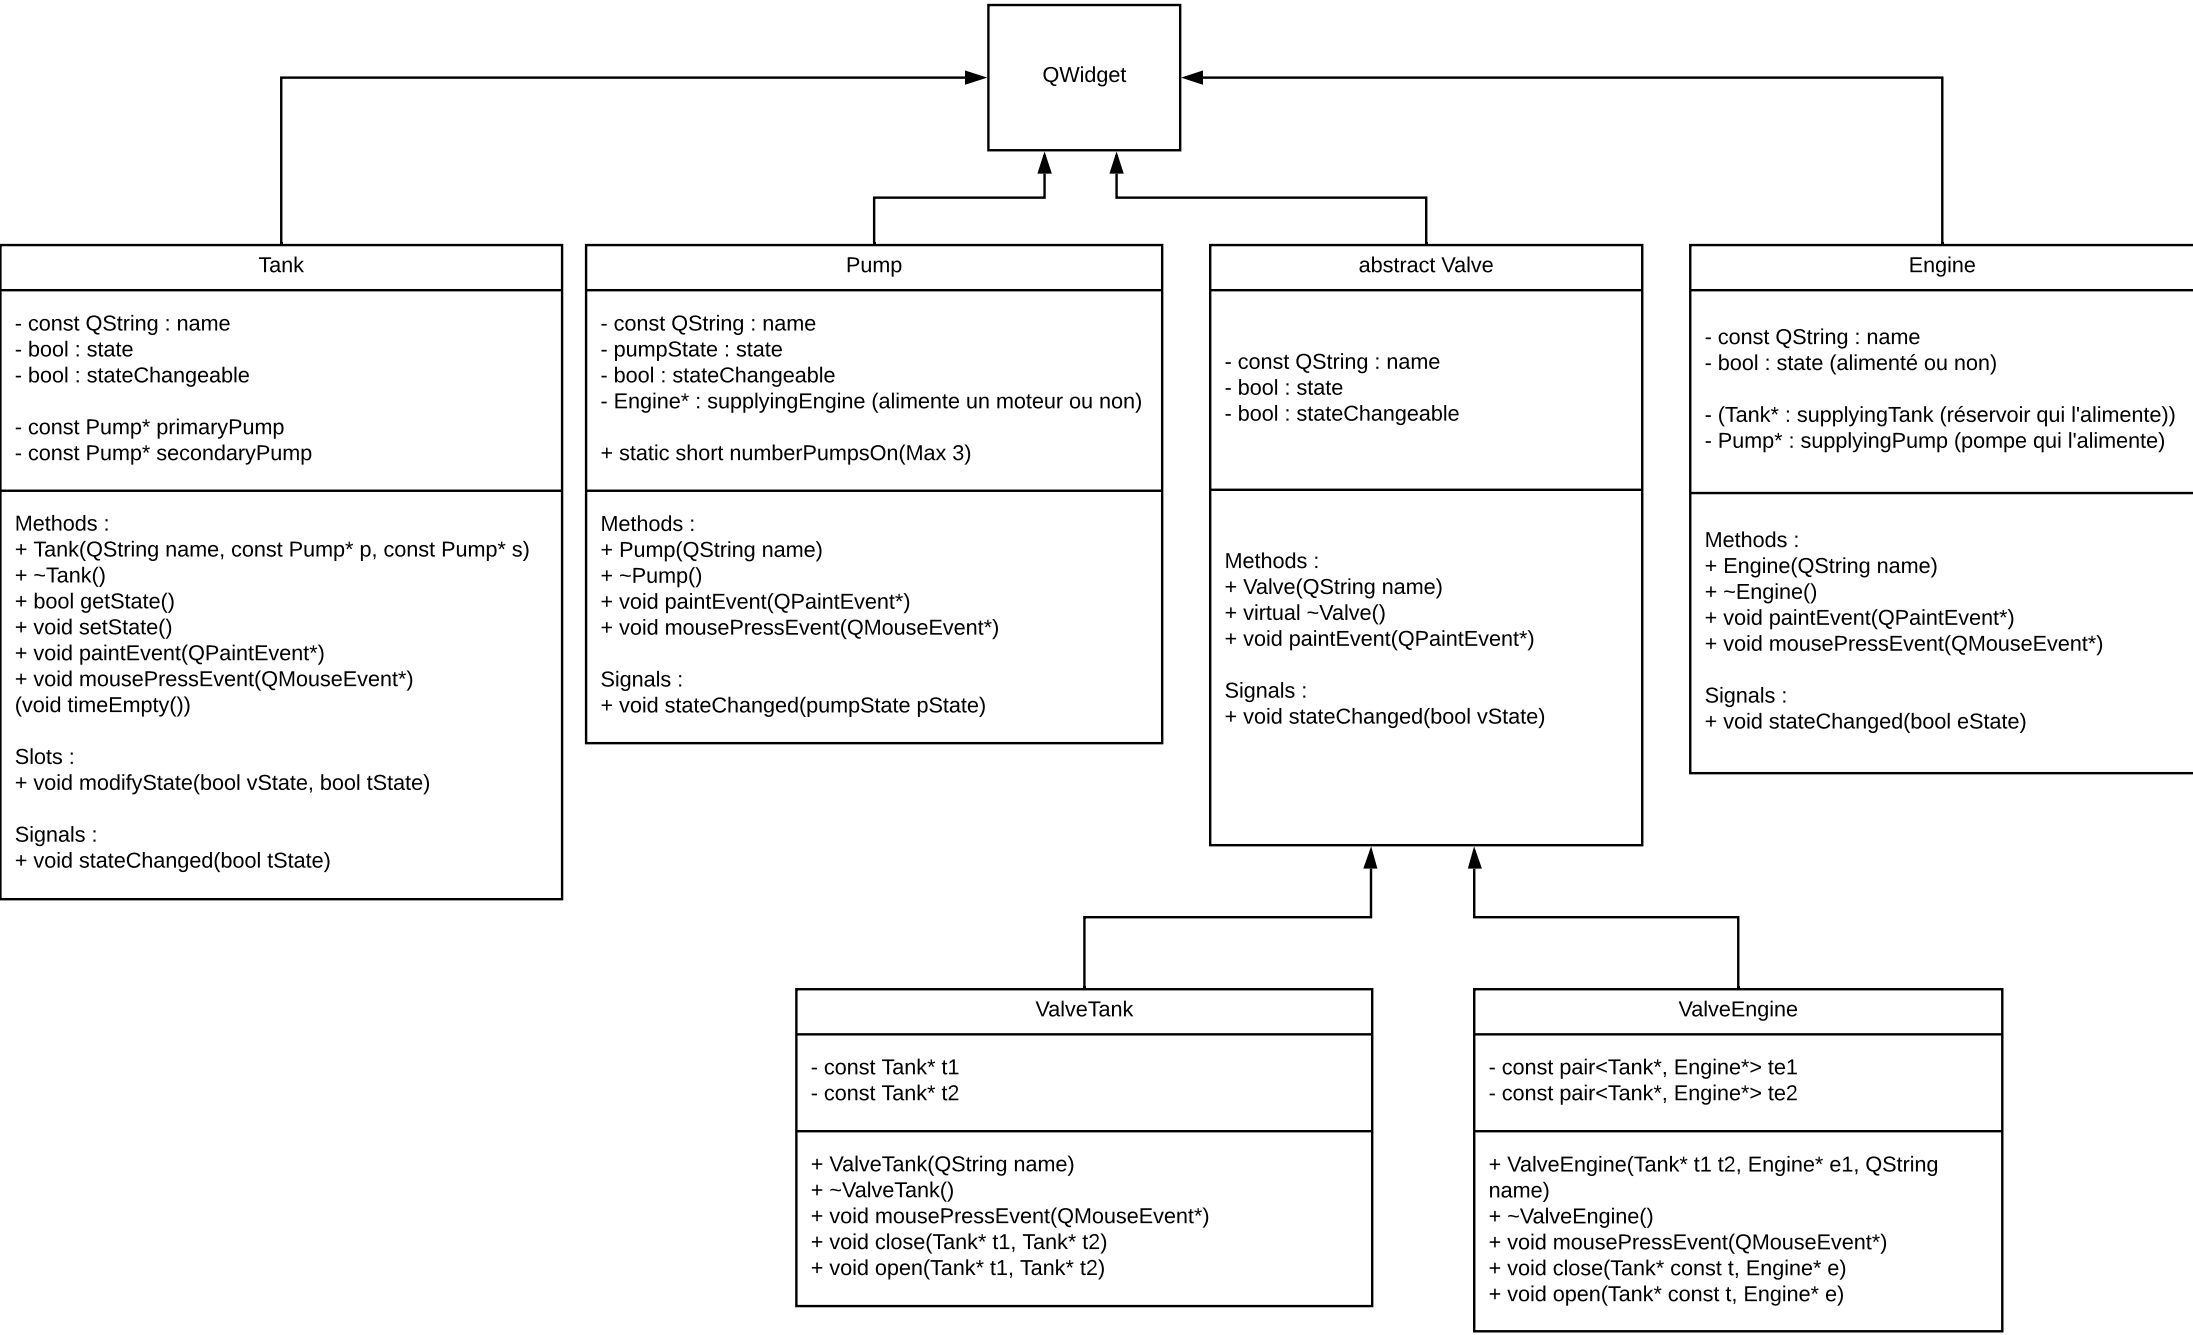 QWidget
Tank
- const QString : name
- bool : state
- bool : stateChangeable
- const Pump* primaryPump
- const Pump* secondaryPump
Methods :
+ Tank(QString name, const Pump* p, const Pump* s)
+ ~Tank()
+ bool getState()
+ void setState()
+ void paintEvent(QPaintEvent*)
+ void mousePressEvent(QMouseEvent*)
(void timeEmpty())
Slots :
+ void modifyState(bool vState, bool tState)
Signals :
+ void stateChanged(bool tState)
Pump
- const QString : name
- pumpState : state
- bool : stateChangeable
- Engine* : supplyingEngine (alimente un moteur ou non)
+ static short numberPumpsOn(Max 3)
Methods :
+ Pump(QString name)
+ ~Pump()
+ void paintEvent(QPaintEvent*)
+ void mousePressEvent(QMouseEvent*)
Signals :
+ void stateChanged(pumpState pState)
abstract Valve
- const QString : name
- bool : state
- bool : stateChangeable
Methods :
+ Valve(QString name)
+ virtual ~Valve()
+ void paintEvent(QPaintEvent*)
Signals :
+ void stateChanged(bool vState)
Engine
- const QString : name
- bool : state (alimenté ou non)
- (Tank* : supplyingTank (réservoir qui l'alimente))
- Pump* : supplyingPump (pompe qui l'alimente)
Methods :
+ Engine(QString name)
+ ~Engine()
+ void paintEvent(QPaintEvent*)
+ void mousePressEvent(QMouseEvent*)
Signals :
+ void stateChanged(bool eState)
ValveTank
- const Tank* t1
- const Tank* t2
+ ValveTank(QString name)
+ ~ValveTank()
+ void mousePressEvent(QMouseEvent*)
+ void close(Tank* t1, Tank* t2)
+ void open(Tank* t1, Tank* t2)
ValveEngine
- const pair<Tank*, Engine*> te1
- const pair<Tank*, Engine*> te2
+ ValveEngine(Tank* t1 t2, Engine* e1, QString
name)
+ ~ValveEngine()
+ void mousePressEvent(QMouseEvent*)
+ void close(Tank* const t, Engine* e)
+ void open(Tank* const t, Engine* e)